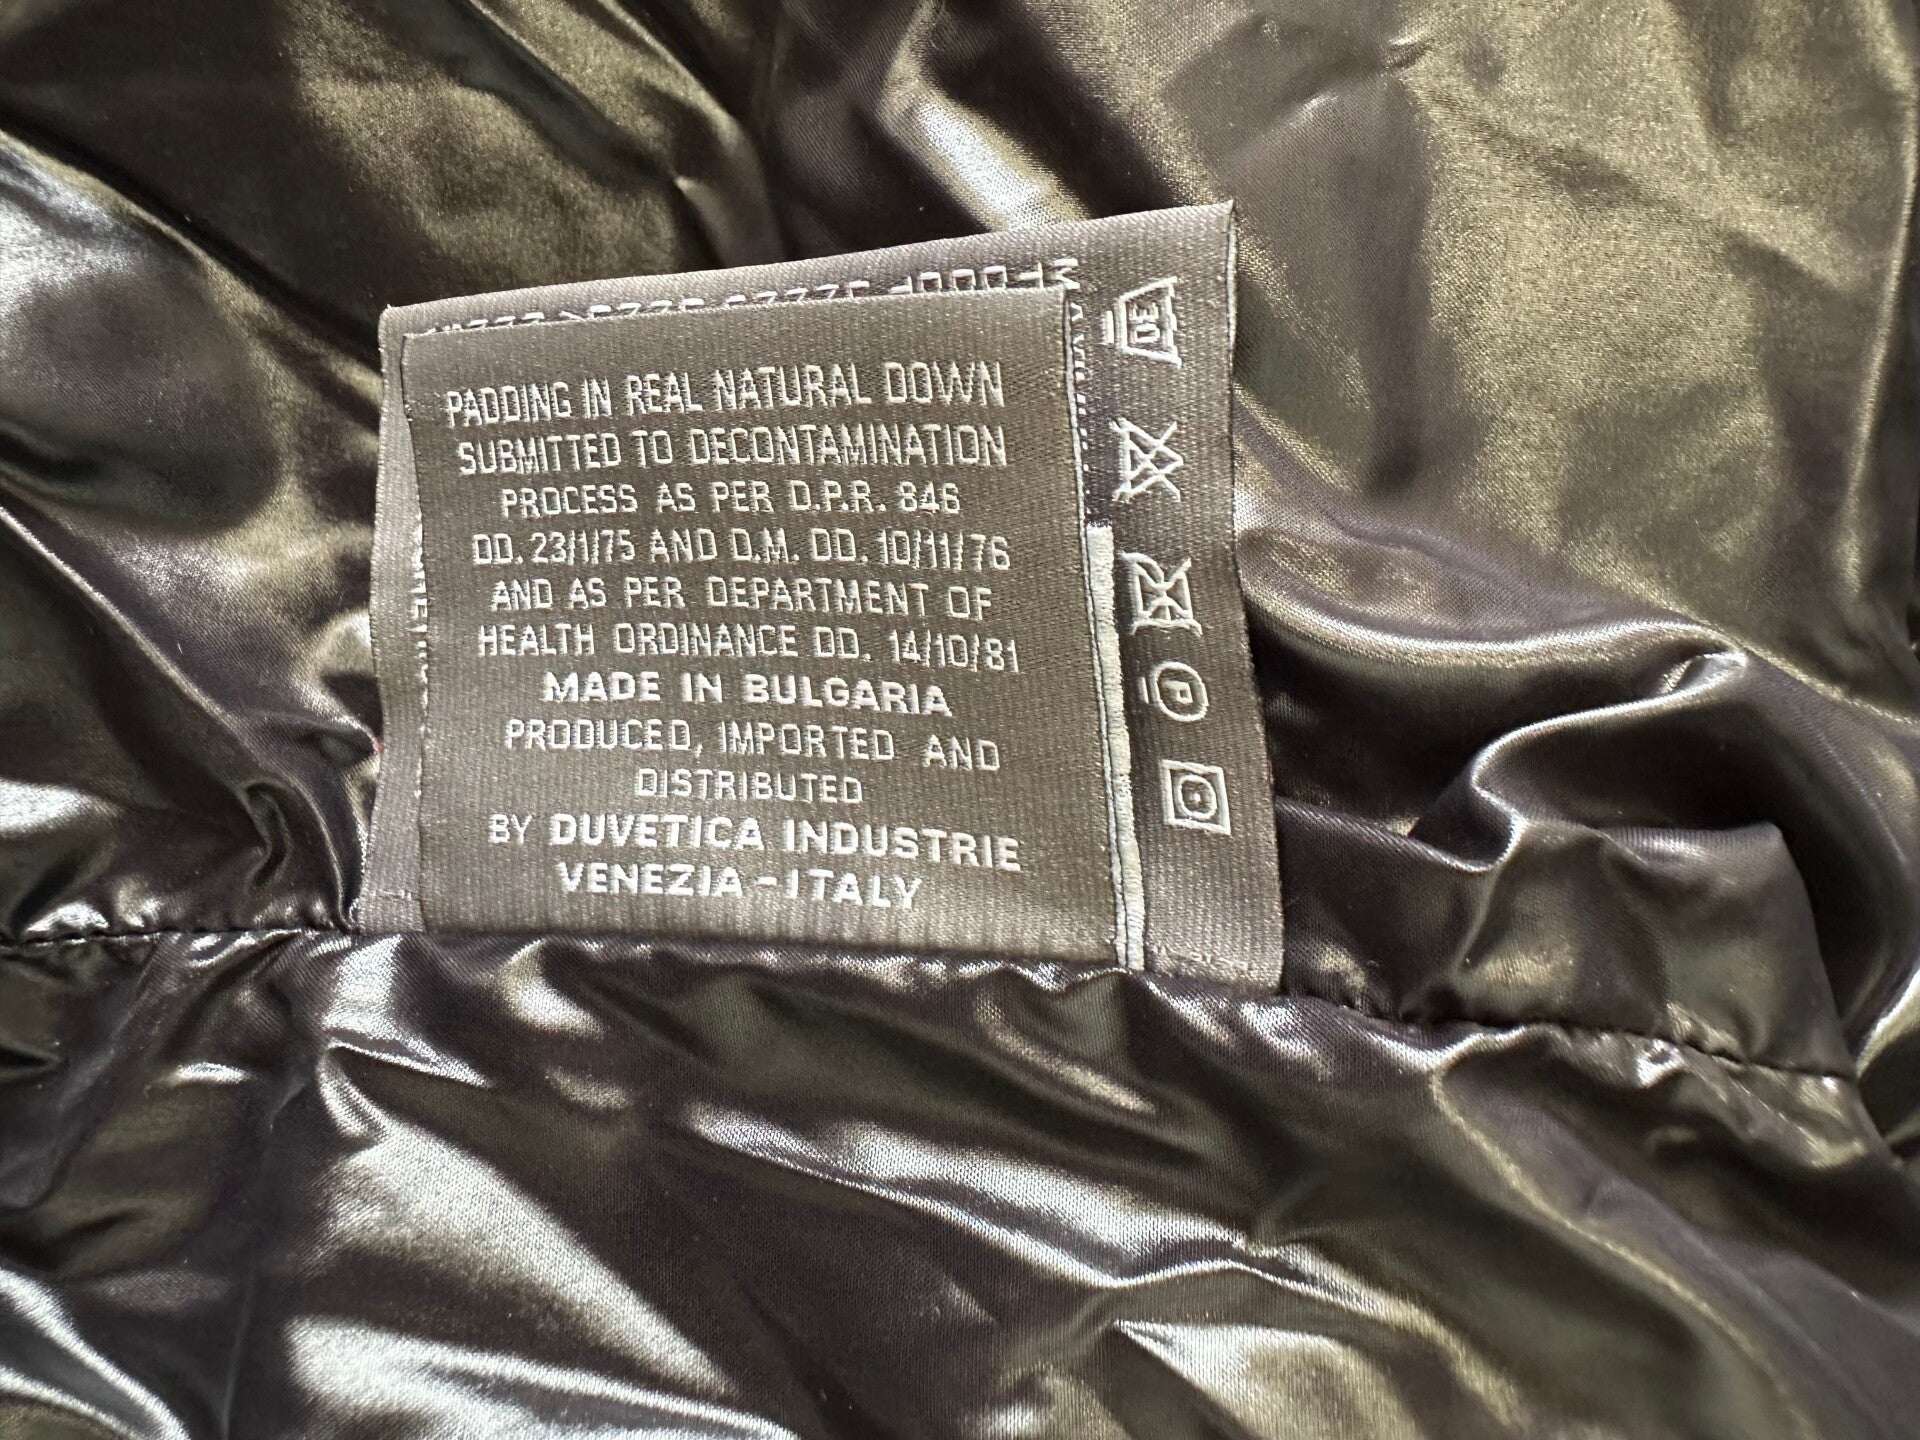 PADDING IN REAL NATURAL DOWN
SUBMITTED TO DECONTAMINATION
PROCESS AS PER D.P.R. 846
DD. 23/1/75 AND D.M. DD. 10/11/76
AND AS PER DEPARTMENT OF
HEALTH ORDINANCE DD. 14/10/81
MADE IN BULGARIA
PRODUCED, IMPORTED AND
DISTRIBUTED
BY DUVETICA INDUSTRIE
VENEZIA-ITALY
30
P